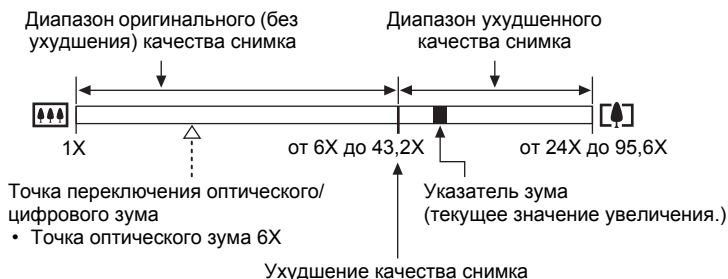 Диапазон оригинального (без
ухудшения) качества снимка
Диапазон ухудшенного
качества снимка
1X
от 6X до 43,2X
от 24X до 95,6X
Точка переключения оптического/
цифрового зума
• Точка оптического зума 6X
Указатель зума
(текущее значение увеличения.)
Ухудшение качества снимка